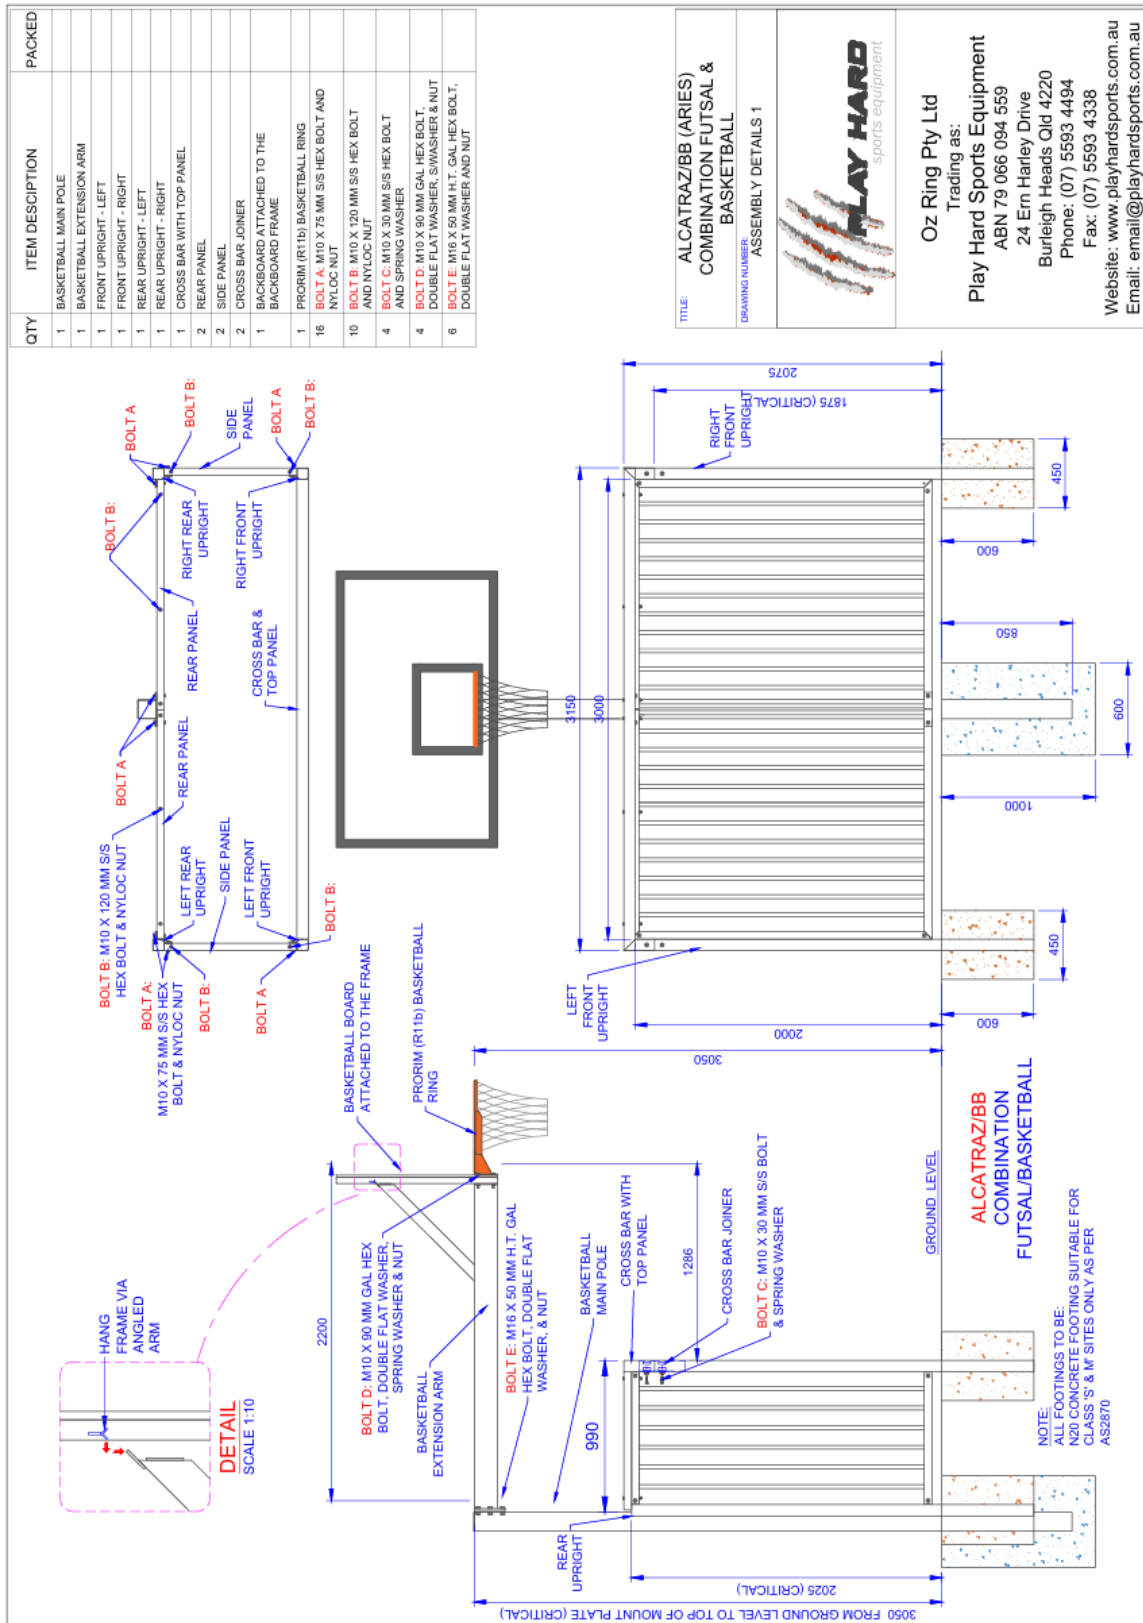 QTY
ITEM DESCRIPTION
PACKED
1 BASKETBALL MAIN POLE
1 BASKETBALL EXTENSION ARM
1 FRONT UPRIGHT - LEFT
1 FRONT UPRIGHT - RIGHT
1 REAR UPRIGHT - LEFT
1 REAR UPRIGHT - RIGHT
1 CROSS BAR WITH TOP PANEL
2 REAR PANEL
2 SIDE PANEL
2 CROSS BAR JOINER
1 BACKBOARD ATTACHED TO THE
BACKBOARD FRAME
1 PRORIM (R11b) BASKETBALL RING
16 BOLT A: M10 X 75 MM S/S HEX BOLT AND
NYLOC NUT
10 BOLT B: M10 X 120 MM S/S HEX BOLT
AND NYLOC NUT
4 BOLT C: M10 X 30 MM S/S HEX BOLT
AND SPRING WASHER
4 BOLT D: M10 X 90 MM GAL HEX BOLT,
DOUBLE FLAT WASHER, S/WASHER & NUT
6 BOLT E: M16 X 50 MM H.T. GAL HEX BOLT,
DOUBLE FLAT WASHER AND NUT
HANG
FRAME VIA
ANGLED
ARM
DETAIL
SCALE 1:10
BOLT B: M10 X 120 MM S/S
HEX BOLT & NYLOC NUT
BOLT A:
M10 X 75 MM S/S HEX
BOLT & NYLOC NUT
BOLT B:
BOLT A
LEFT REAR
UPRIGHT
SIDE PANEL
LEFT FRONT
UPRIGHT
BOLT B:
BOLT A
REAR PANEL
REAR PANEL
CROSS BAR &
TOP PANEL
BOLT B:
RIGHT REAR
UPRIGHT
RIGHT FRONT
UPRIGHT
BOLT A
BOLT B:
SIDE
PANEL
BOLT A
BOLT B:
2200
BASKETBALL BOARD
ATTACHED TO THE FRAME
PRORIM (R11b) BASKETBALL
RING
BOLT D: M10 X 90 MM GAL HEX
BOLT, DOUBLE FLAT WASHER,
SPRING WASHER & NUT
BASKETBALL
EXTENSION ARM
BOLT E: M16 X 50 MM H.T. GAL
HEX BOLT, DOUBLE FLAT
WASHER, & NUT
BASKETBALL
MAIN POLE
990
CROSS BAR WITH
TOP PANEL
1286
CROSS BAR JOINER
BOLT C: M10 X 30 MM S/S BOLT
& SPRING WASHER
REAR
UPRIGHT
2025 (CRITICAL)
3050 FROM GROUND LEVEL TO TOP OF MOUNT PLATE (CRITICAL)
3050
GROUND LEVEL
3150
3000
LEFT
FRONT
UPRIGHT
RIGHT
FRONT
UPRIGHT
2000
1875 (CRITICAL)
2075
600
450
1000
600
850
600
450
ALCATRAZ/BB
COMBINATION
FUTSAL/BASKETBALL
NOTE:
ALL FOOTINGS TO BE:
N20 CONCRETE FOOTING SUITABLE FOR
CLASS 'S' & M' SITES ONLY AS PER
AS2870
TITLE:
ALCATRAZ/BB (ARIES)
COMBINATION FUTSAL &
BASKETBALL
DRAWING NUMBER:
ASSEMBLY DETAILS 1
PLAY HARD
sports equipment
Oz Ring Pty Ltd
Trading as:
Play Hard Sports Equipment
ABN 79 066 094 559
24 Ern Harley Drive
Burleigh Heads Qld 4220
Phone: (07) 5593 4494
Fax: (07) 5593 4338
Website: www.playhardsports.com.au
Email: email@playhardsports.com.au